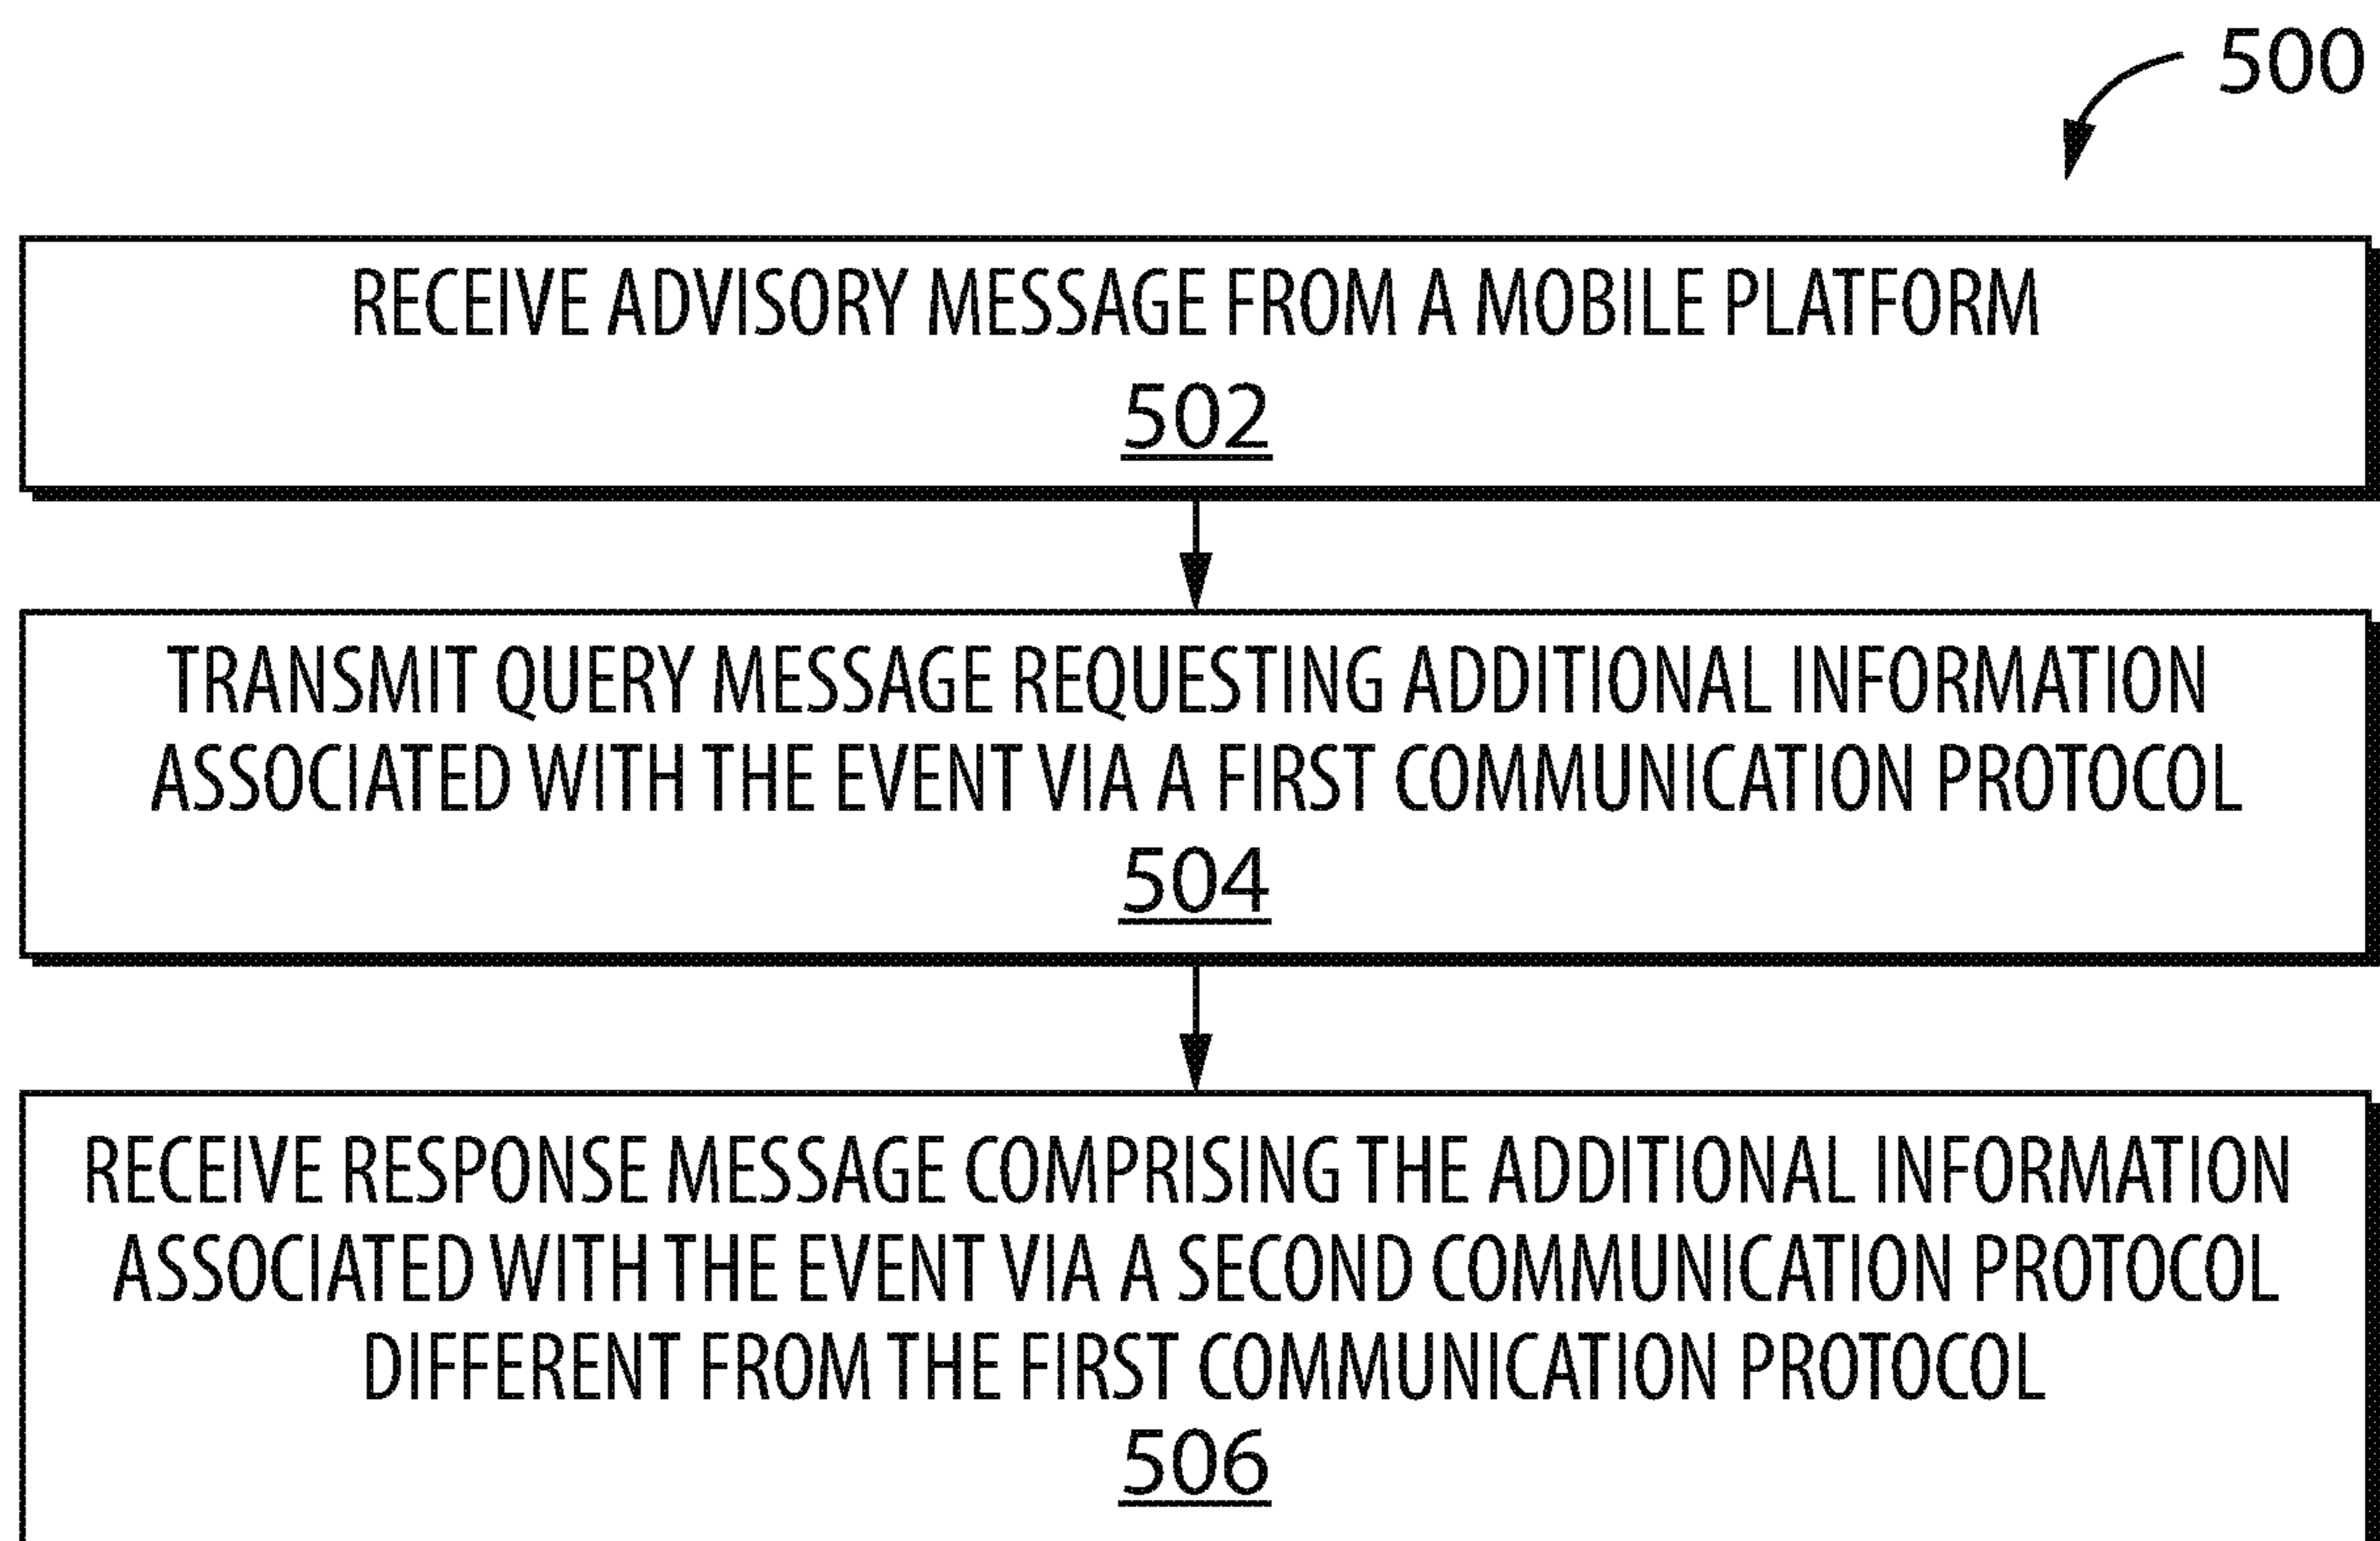 500
RECEIVE ADVISORY MESSAGE FROM A MOBILE PLATFORM
502
TRANSMIT QUERY MESSAGE REQUESTING ADDITIONAL INFORMATION
ASSOCIATED WITH THE EVENT VIA A FIRST COMMUNICATION PROTOCOL
504
RECEIVE RESPONSE MESSAGE COMPRISING THE ADDITIONAL INFORMATION
ASSOCIATED WITH THE EVENT VIA A SECOND COMMUNICATION PROTOCOL
DIFFERENT FROM THE FIRST COMMUNICATION PROTOCOL
506